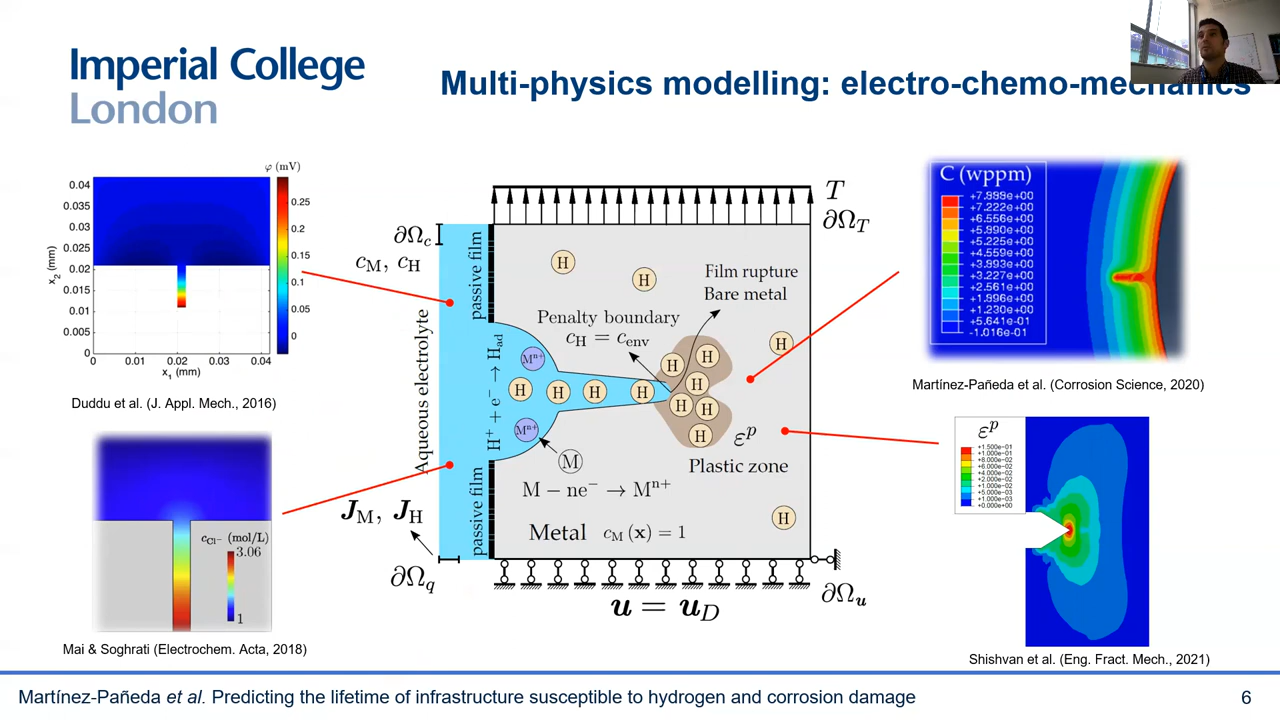 Imperial College
London
Multi-physics modelling: electro-chemo-mechanics
φ (mV)
0.04
0.035
0.03
0.025
0.02
0.015
0.01
0.005
0
x₂ (mm)
0
0.01
0.02
0.03
0.04
x₁ (mm)
0.25
0.2
0.15
0.1
0.05
0
Duddu et al. (J. Appl. Mech., 2016)
c_Cl⁻ (mol/L)
3.06
1
Mai & Soghrati (Electrochem. Acta, 2018)
T
∂Ω_T
∂Ω_c
c_M, c_H
passive film
Aqueous electrolyte
H⁺ + e⁻ → H_ad
H
H
Film rupture
Bare metal
Penalty boundary
c_H = c_env
H
Mⁿ⁺
H
H
H
H
H
H
H
H
H
H
H
Mⁿ⁺
M
εᵖ
Plastic zone
M − ne⁻ → Mⁿ⁺
J_M, J_H
passive film
Metal c_M (x) = 1
H
∂Ω_q
u = u_D
∂Ω_u
C (wppm)
+7.999e+00
+7.222e+00
+6.556e+00
+5.990e+00
+5.225e+00
+4.559e+00
+3.893e+00
+3.227e+00
+2.561e+00
+1.896e+00
+1.230e+00
+5.641e-01
-1.016e-01
Martínez-Pañeda et al. (Corrosion Science, 2020)
εᵖ
+1.500e-01
+1.000e-01
+8.000e-02
+6.000e-02
+4.000e-02
+2.000e-02
+1.000e-02
+5.000e-03
+1.000e-03
+0.000e+00
Shishvan et al. (Eng. Fract. Mech., 2021)
Martínez-Pañeda et al. Predicting the lifetime of infrastructure susceptible to hydrogen and corrosion damage
6